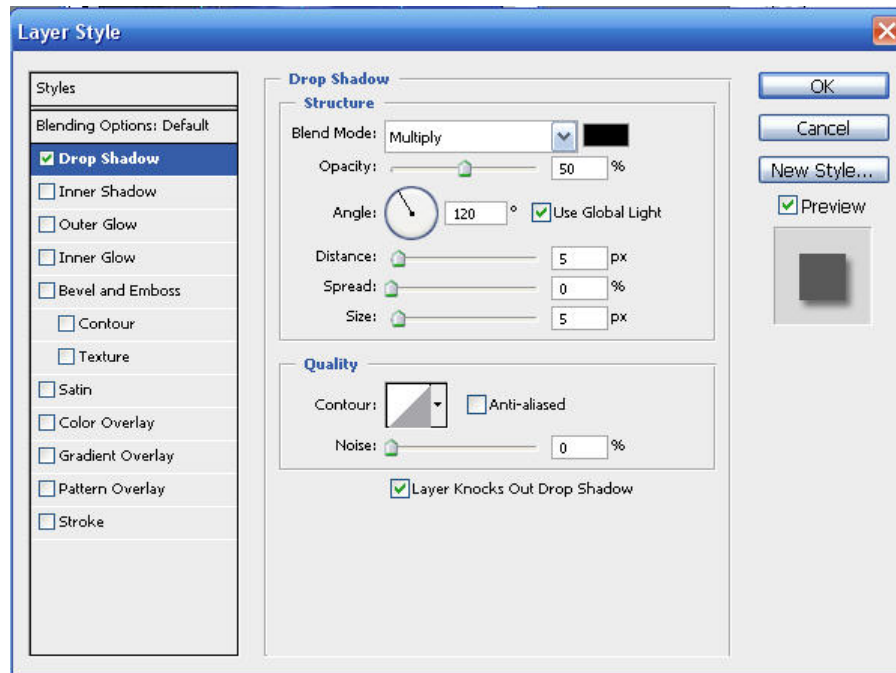 Layer Style
Styles
Blending Options: Default
Drop Shadow
Inner Shadow
Outer Glow
Inner Glow
Bevel and Emboss
Contour
Texture
Satin
Color Overlay
Gradient Overlay
Pattern Overlay
Stroke
Drop Shadow
Structure
Blend Mode: Multiply
Opacity: 50 %
Angle: 120 ° Use Global Light
Distance: 5 px
Spread: 0 %
Size: 5 px
Quality
Contour: Anti-aliased
Noise: 0 %
Layer Knocks Out Drop Shadow
OK
Cancel
New Style...
Preview